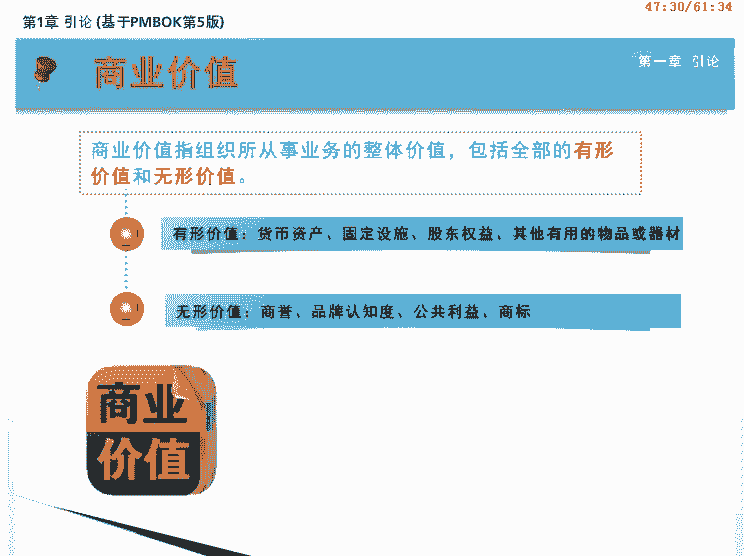 47:30/61:34
第1章 引论 (基于PMBOK第5版)
商业价值
第一章 引论
商业价值指组织所从事业务的整体价值，包括全部的有形
价值和无形价值。
有形价值：货币资产、固定设施、股东权益、其他有用的物品或器材
无形价值：商誉、品牌认知度、公共利益、商标
商业
价值